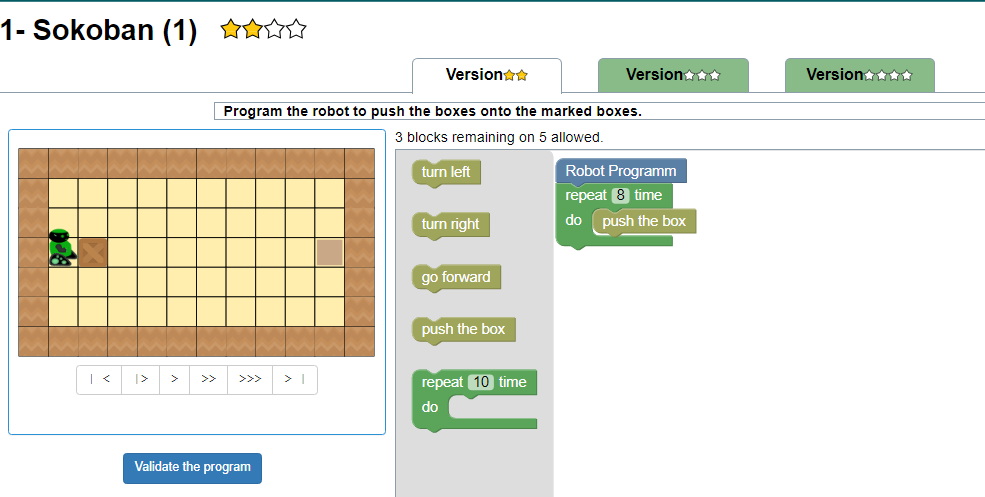 1- Sokoban (1)
Version
Version
Version
Program the robot to push the boxes onto the marked boxes.
3 blocks remaining on 5 allowed.
turn left
turn right
go forward
push the box
repeat 10 time
do
Robot Programm
repeat 8 time
do push the box
| < |> > >> >>> > |
Validate the program